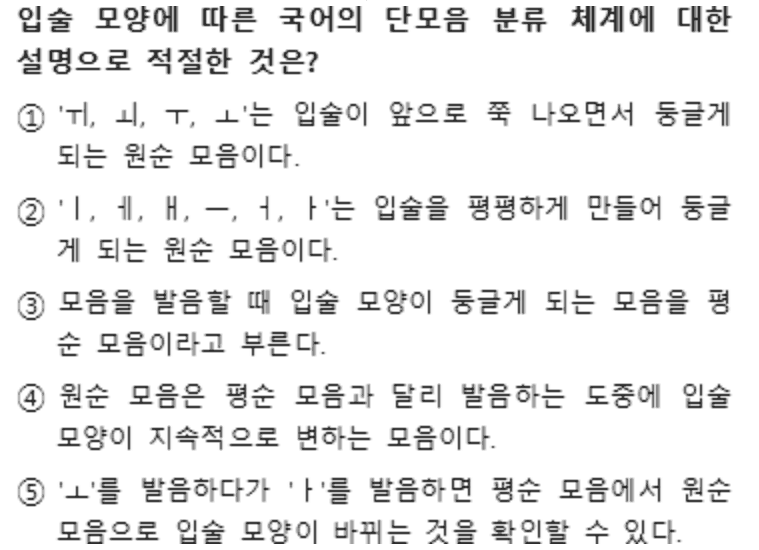 입술 모양에 따른 국어의 단모음 분류 체계에 대한
설명으로 적절한 것은?
① 'ㅟ, ㅚ, ㅜ, ㅗ'는 입술이 앞으로 쭉 나오면서 둥글게
되는 원순 모음이다.
② 'ㅣ, ㅔ, ㅐ, ㅡ, ㅓ, ㅏ'는 입술을 평평하게 만들어 둥글
게 되는 원순 모음이다.
③ 모음을 발음할 때 입술 모양이 둥글게 되는 모음을 평
순 모음이라고 부른다.
④ 원순 모음은 평순 모음과 달리 발음하는 도중에 입술
모양이 지속적으로 변하는 모음이다.
⑤ 'ㅗ'를 발음하다가 'ㅏ'를 발음하면 평순 모음에서 원순
모음으로 입술 모양이 바뀌는 것을 확인할 수 있다.